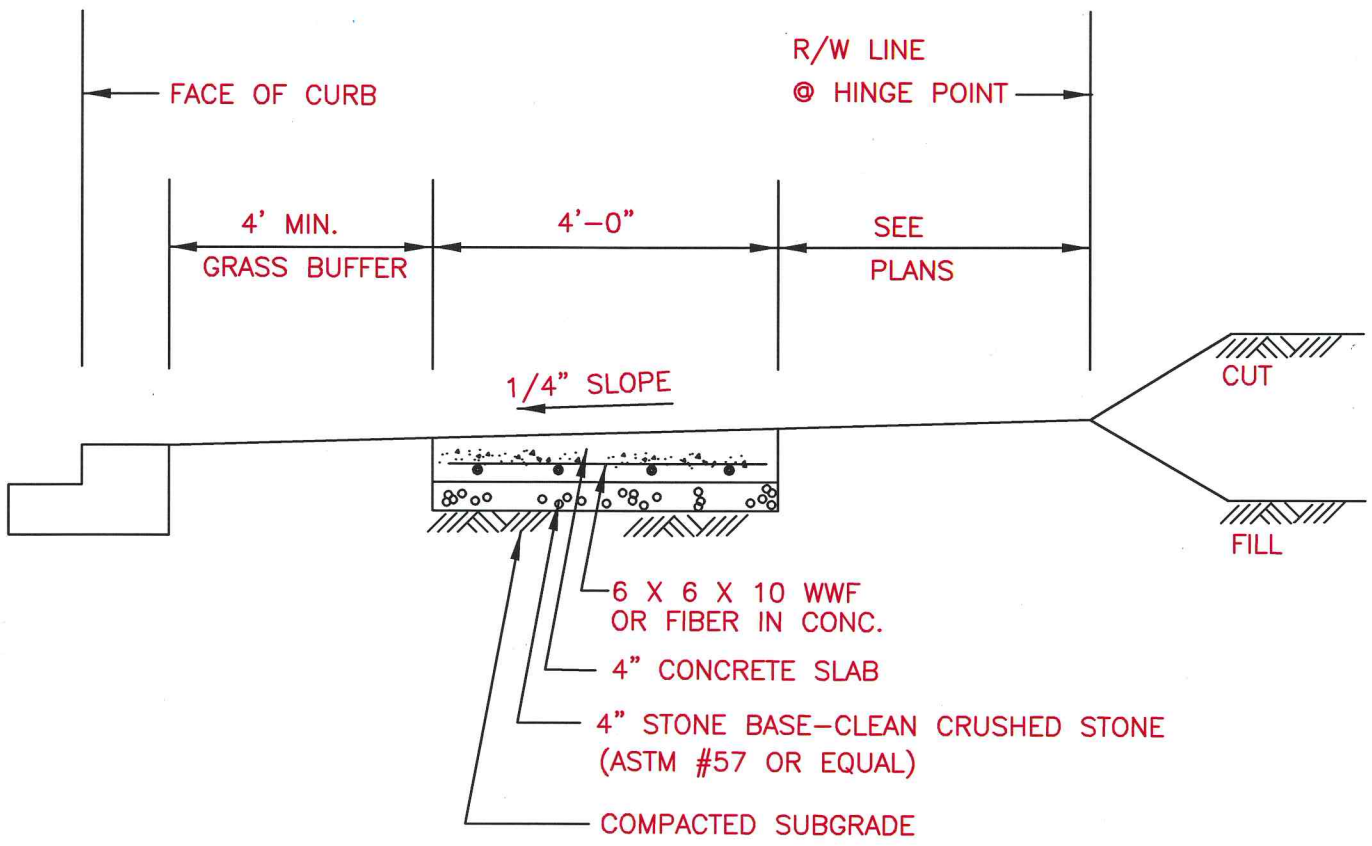 R/W LINE
FACE OF CURB
@ HINGE POINT
4' MIN.
GRASS BUFFER
4'-0"
SEE
PLANS
1/4" SLOPE
CUT
FILL
6 X 6 X 10 WWF
OR FIBER IN CONC.
4" CONCRETE SLAB
4" STONE BASE-CLEAN CRUSHED STONE
(ASTM #57 OR EQUAL)
COMPACTED SUBGRADE